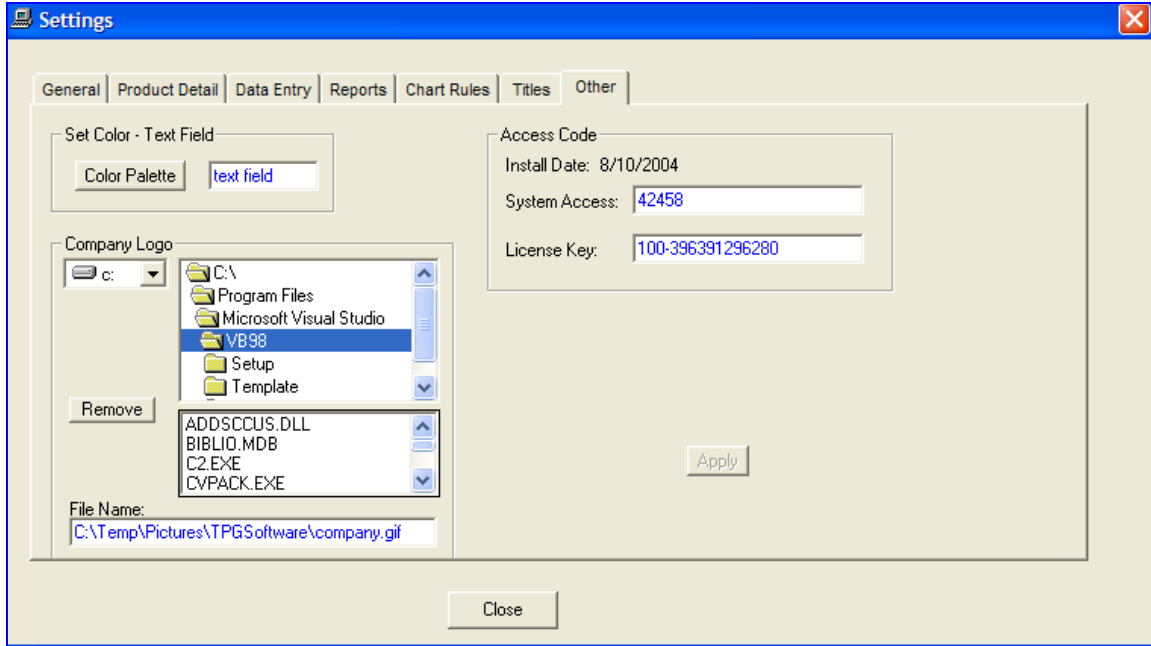 Settings
General Product Detail Data Entry Reports Chart Rules Titles Other
Set Color - Text Field
Color Palette text field
Access Code
Install Date: 8/10/2004
System Access: 42458
License Key: 100-396391296280
Company Logo
c:
C:\
Program Files
Microsoft Visual Studio
VB98
Setup
Template
Remove
ADDSCCUS.DLL
BIBLIO.MDB
C2.EXE
CVPACK.EXE
File Name:
C:\Temp\Pictures\TPGSoftware\company.gif
Apply
Close